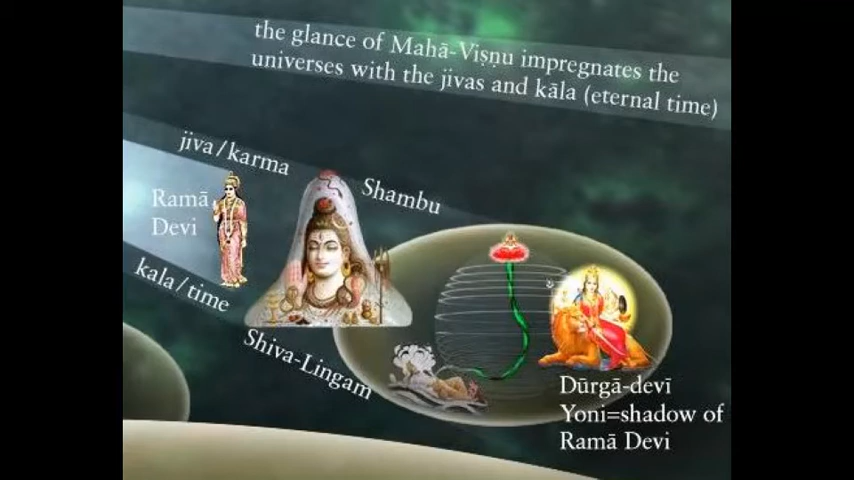 the glance of Mahā-Viṣṇu impregnates the
universes with the jivas and kāla (eternal time)
jiva/karma
Shambu
Ramā
Devi
kala/time
Shiva-Lingam
Dūrgā-devī
Yoni=shadow of
Ramā Devi